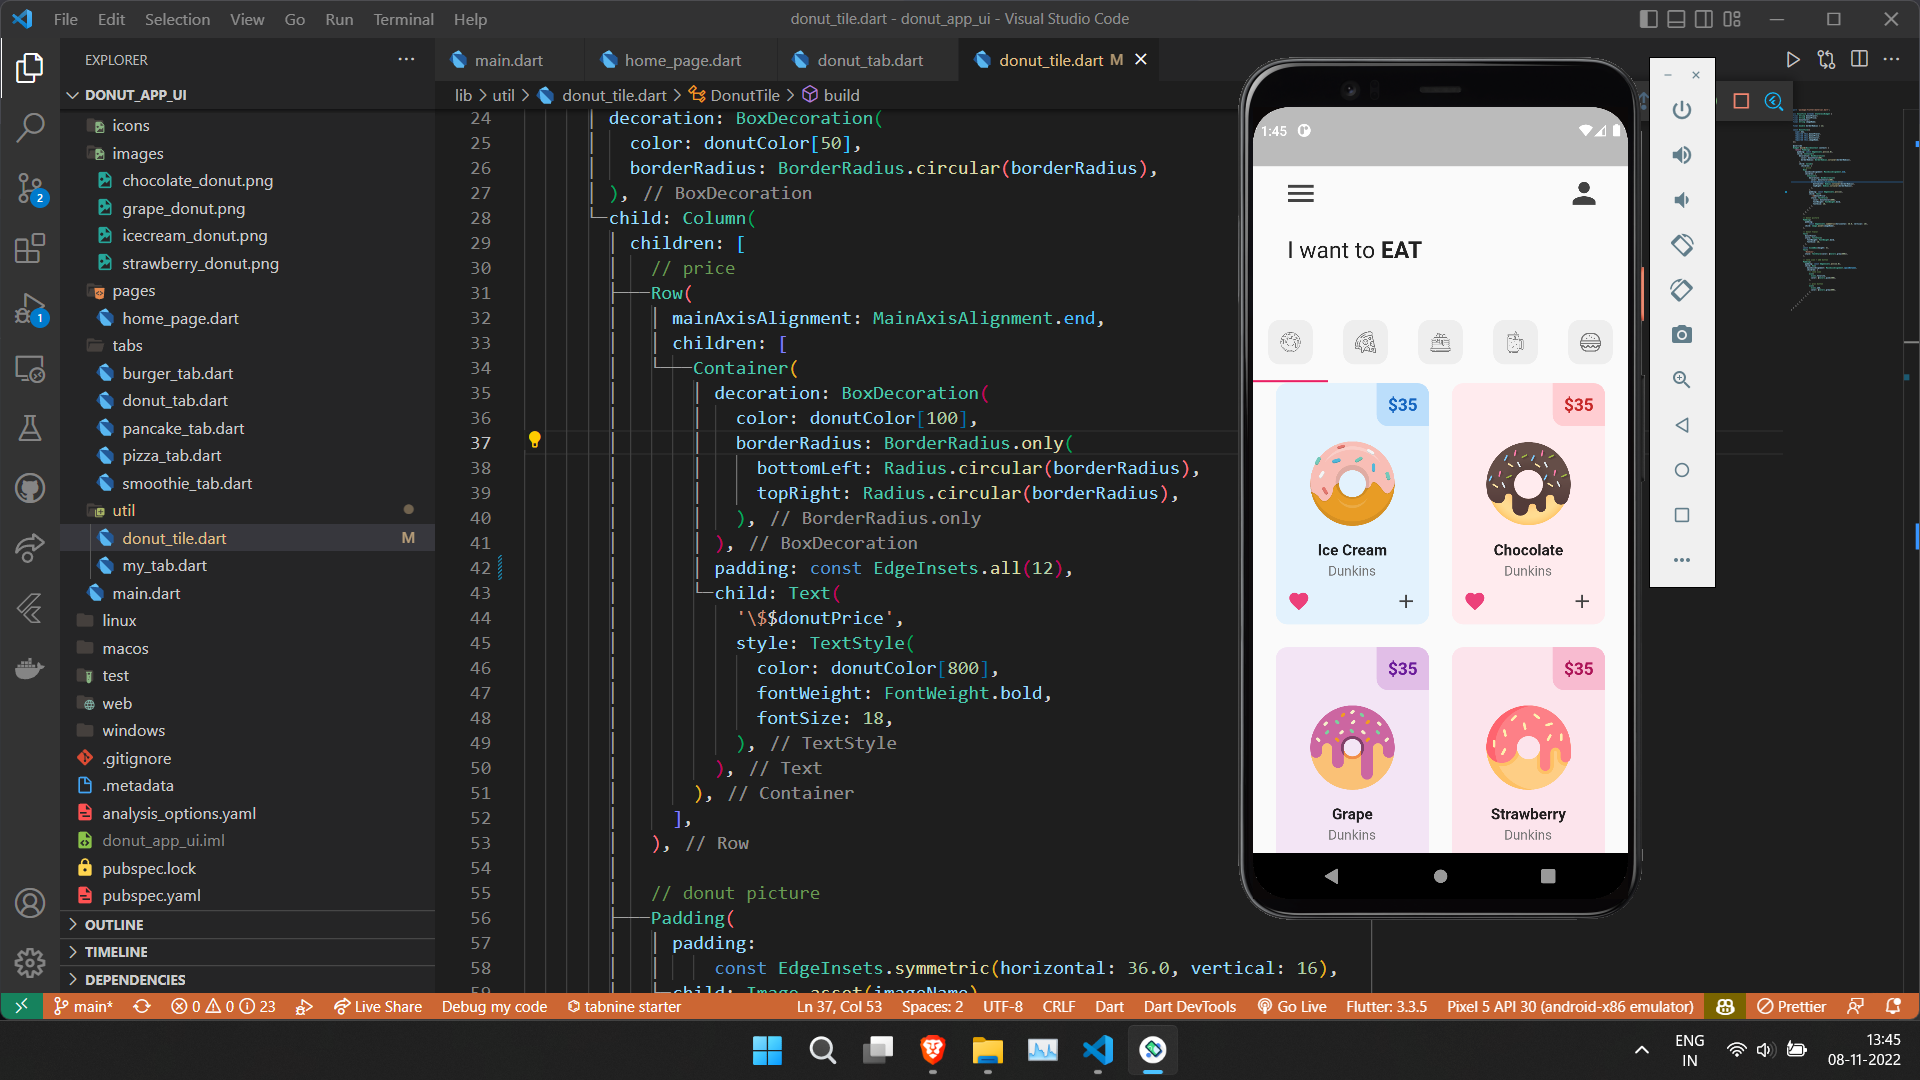 File Edit Selection View Go Run Terminal Help
donut_tile.dart - donut_app_ui - Visual Studio Code
EXPLORER
DONUT_APP_UI
icons
images
chocolate_donut.png
grape_donut.png
icecream_donut.png
strawberry_donut.png
pages
home_page.dart
tabs
burger_tab.dart
donut_tab.dart
pancake_tab.dart
pizza_tab.dart
smoothie_tab.dart
util
donut_tile.dart M
my_tab.dart
main.dart
linux
macos
test
web
windows
.gitignore
.metadata
analysis_options.yaml
donut_app_ui.iml
pubspec.lock
pubspec.yaml
OUTLINE
TIMELINE
DEPENDENCIES
2
1
main.dart home_page.dart donut_tab.dart donut_tile.dart M
lib > util > donut_tile.dart > DonutTile > build
24 decoration: BoxDecoration(
25 color: donutColor[50],
26 borderRadius: BorderRadius.circular(borderRadius),
27 ), // BoxDecoration
28 child: Column(
29 children: [
30 // price
31 Row(
32 mainAxisAlignment: MainAxisAlignment.end,
33 children: [
34 Container(
35 decoration: BoxDecoration(
36 color: donutColor[100],
37 borderRadius: BorderRadius.only(
38 bottomLeft: Radius.circular(borderRadius),
39 topRight: Radius.circular(borderRadius),
40 ), // BorderRadius.only
41 ), // BoxDecoration
42 padding: const EdgeInsets.all(12),
43 child: Text(
44 '\$$donutPrice',
45 style: TextStyle(
46 color: donutColor[800],
47 fontWeight: FontWeight.bold,
48 fontSize: 18,
49 ), // TextStyle
50 ), // Text
51 ), // Container
52 ],
53 ), // Row
54
55 // donut picture
56 Padding(
57 padding:
58 const EdgeInsets.symmetric(horizontal: 36.0, vertical: 16),
59 child: Image.asset(imageName)
1:45
I want to EAT
$35 $35
Ice Cream Chocolate
Dunkins Dunkins
$35 $35
Grape Strawberry
Dunkins Dunkins
main* 0 0 23 Live Share Debug my code tabnine starter Ln 37, Col 53 Spaces: 2 UTF-8 CRLF Dart Dart DevTools Go Live Flutter: 3.3.5 Pixel 5 API 30 (android-x86 emulator) Prettier
ENG
IN
13:45
08-11-2022